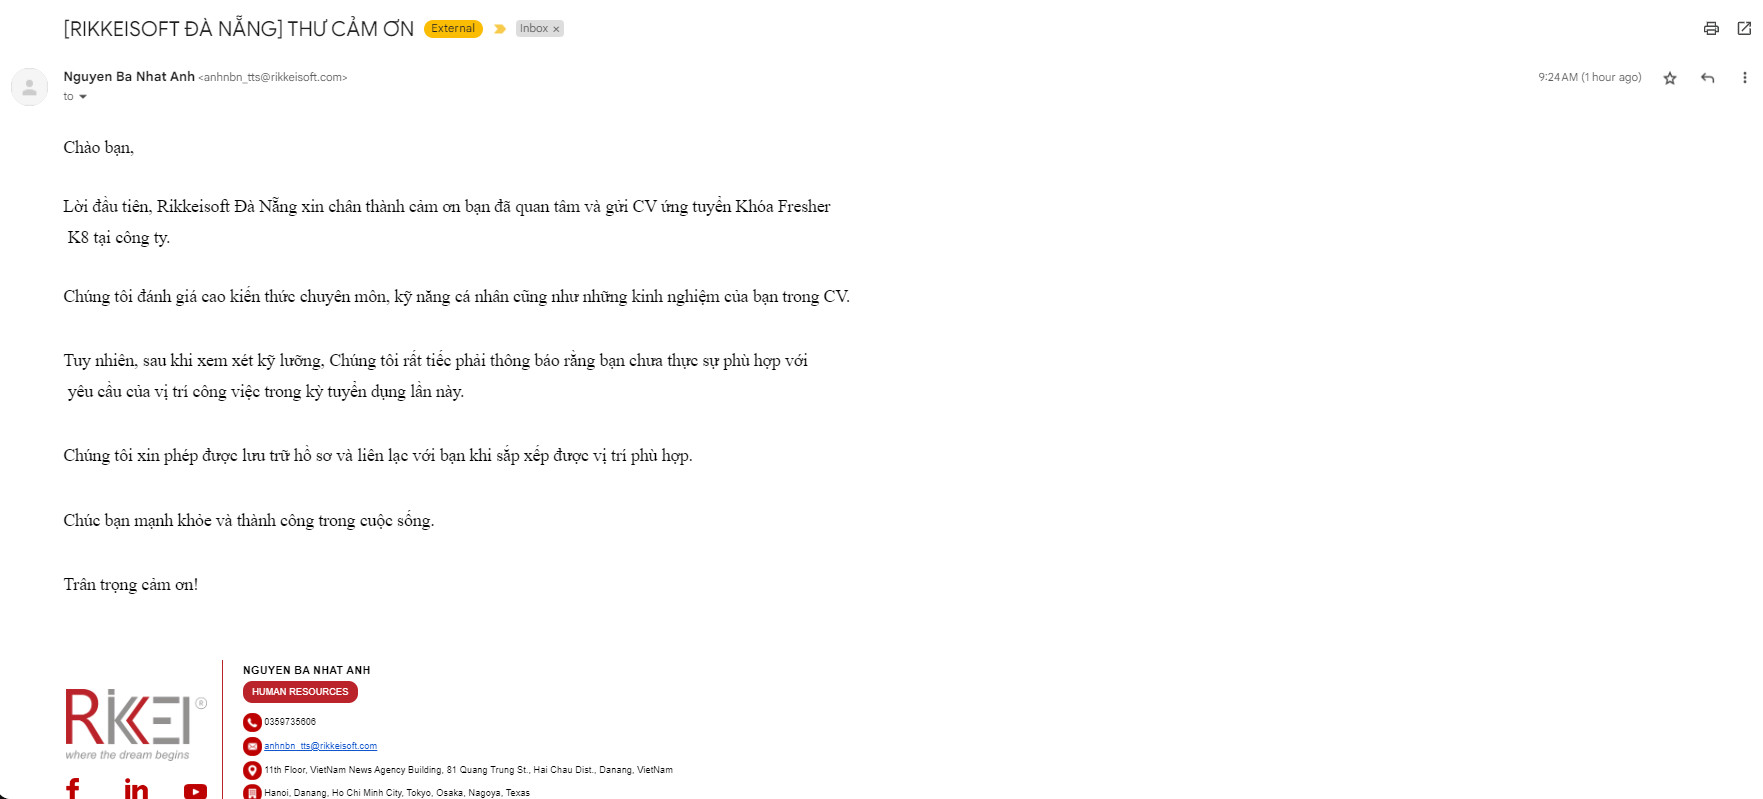 [RIKKEISOFT ĐÀ NẴNG] THƯ CẢM ƠN External Inbox ×
Nguyen Ba Nhat Anh <anhnbn_tts@rikkeisoft.com>
9:24 AM (1 hour ago)
to
Chào bạn,
Lời đầu tiên, Rikkeisoft Đà Nẵng xin chân thành cảm ơn bạn đã quan tâm và gửi CV ứng tuyển Khóa Fresher
K8 tại công ty.
Chúng tôi đánh giá cao kiến thức chuyên môn, kỹ năng cá nhân cũng như những kinh nghiệm của bạn trong CV.
Tuy nhiên, sau khi xem xét kỹ lưỡng, Chúng tôi rất tiếc phải thông báo rằng bạn chưa thực sự phù hợp với
yêu cầu của vị trí công việc trong kỳ tuyển dụng lần này.
Chúng tôi xin phép được lưu trữ hồ sơ và liên lạc với bạn khi sắp xếp được vị trí phù hợp.
Chúc bạn mạnh khỏe và thành công trong cuộc sống.
Trân trọng cảm ơn!
RIKKEI ®
where the dream begins
NGUYEN BA NHAT ANH
HUMAN RESOURCES
0359735606
anhnbn_tts@rikkeisoft.com
11th Floor, VietNam News Agency Building, 81 Quang Trung St., Hai Chau Dist., Danang, VietNam
Hanoi, Danang, Ho Chi Minh City, Tokyo, Osaka, Nagoya, Texas